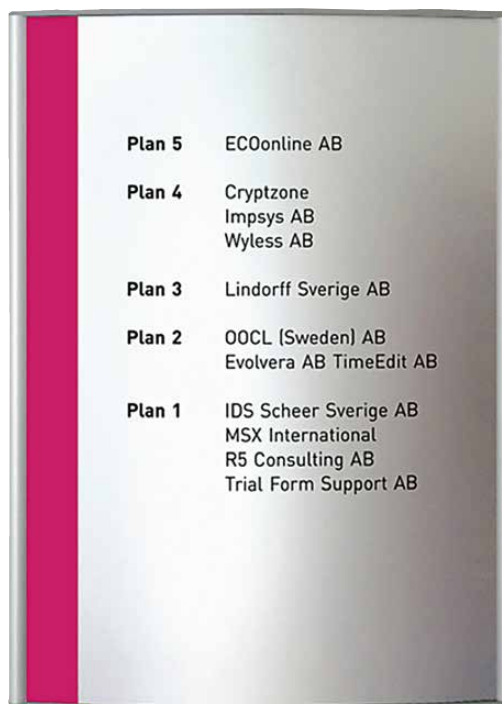 Plan 5 ECOonline AB
Plan 4 Cryptzone
Impsys AB
Wyless AB
Plan 3 Lindorff Sverige AB
Plan 2 OOCL (Sweden) AB
Evolvera AB TimeEdit AB
Plan 1 IDS Scheer Sverige AB
MSX International
R5 Consulting AB
Trial Form Support AB